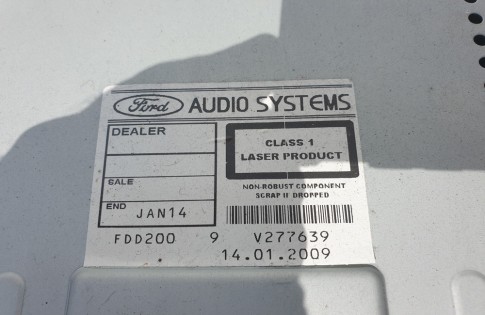 Ford AUDIO SYSTEMS
DEALER
SALE
END JAN14
CLASS 1
LASER PRODUCT
NON-ROBUST COMPONENT
SCRAP IF DROPPED
FDD200 9 V277639
14.01.2009